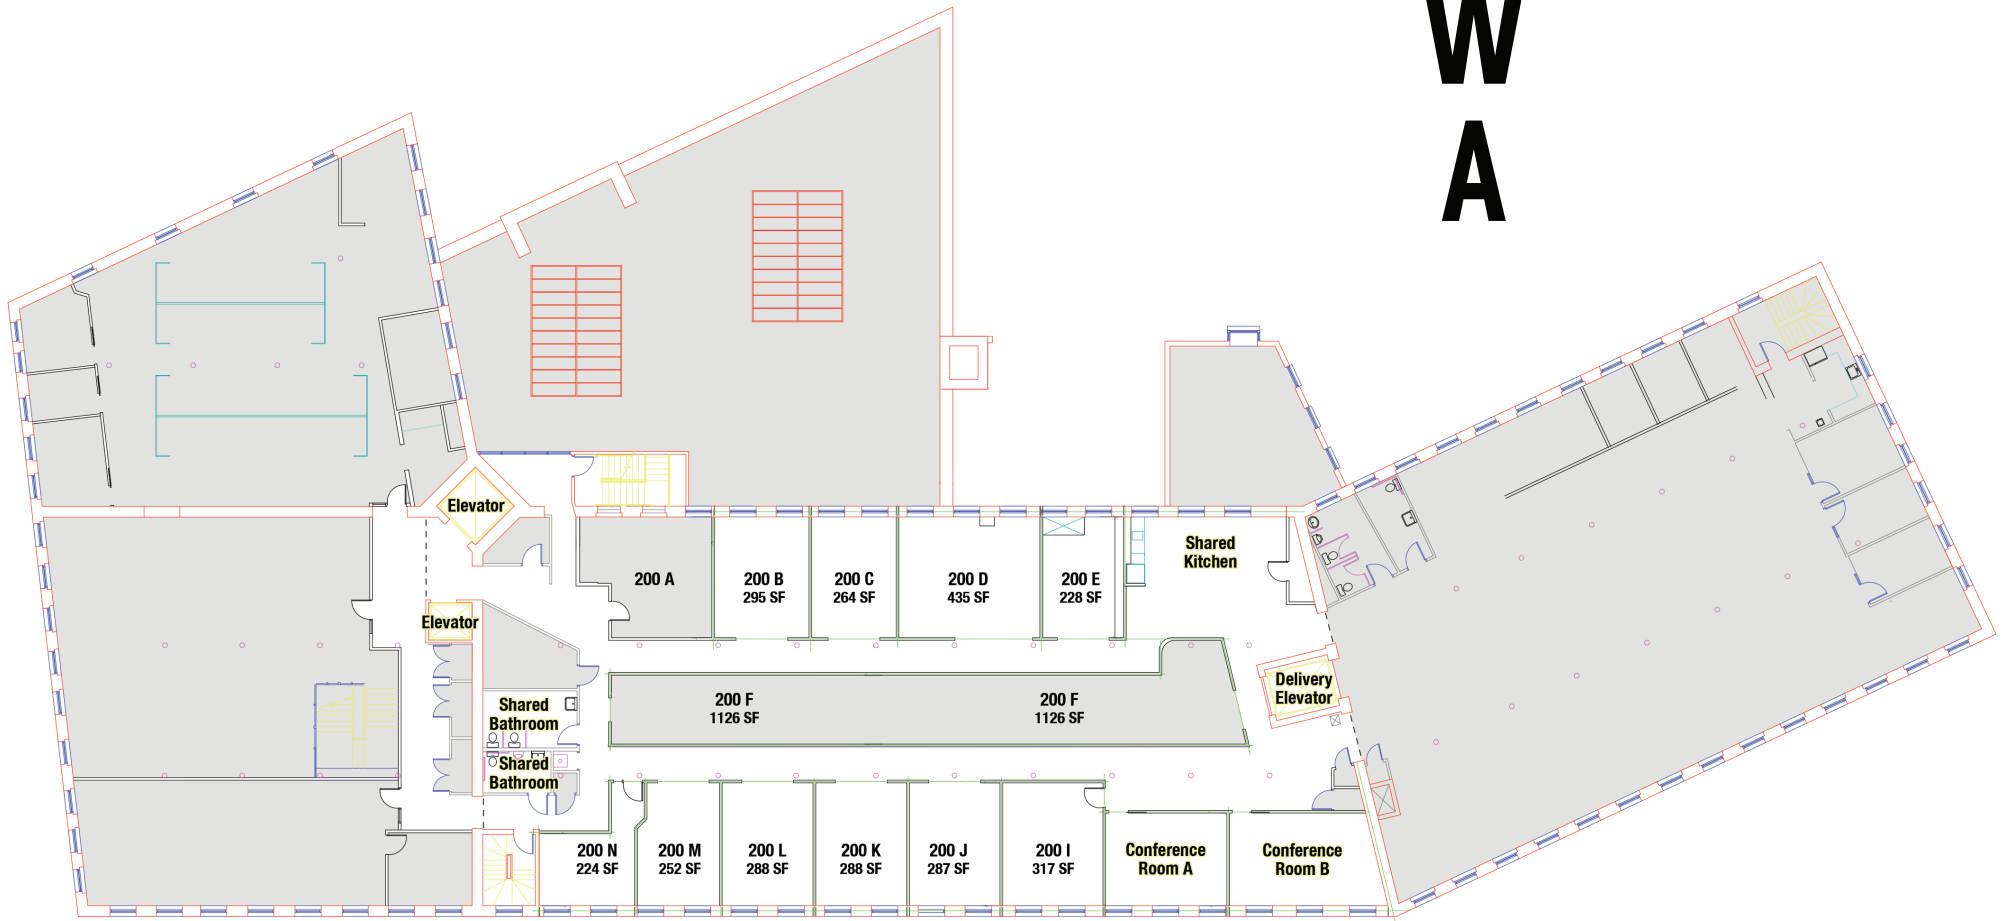 W
A
Elevator
Elevator
200 A
200 B
295 SF
200 C
264 SF
200 D
435 SF
200 E
228 SF
Shared
Kitchen
200 F
1126 SF
200 F
1126 SF
Delivery
Elevator
Shared
Bathroom
Shared
Bathroom
200 N
224 SF
200 M
252 SF
200 L
288 SF
200 K
288 SF
200 J
287 SF
200 I
317 SF
Conference
Room A
Conference
Room B